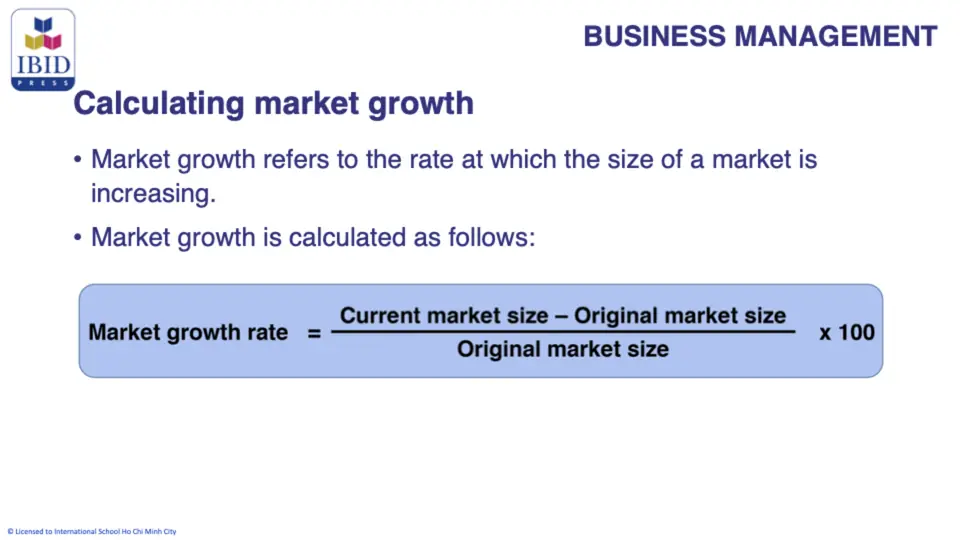 IBID
PRESS
BUSINESS MANAGEMENT
Calculating market growth
• Market growth refers to the rate at which the size of a market is
increasing.
• Market growth is calculated as follows:
Market growth rate = Current market size – Original market size
Original market size
x 100
© Licensed to International School Ho Chi Minh City